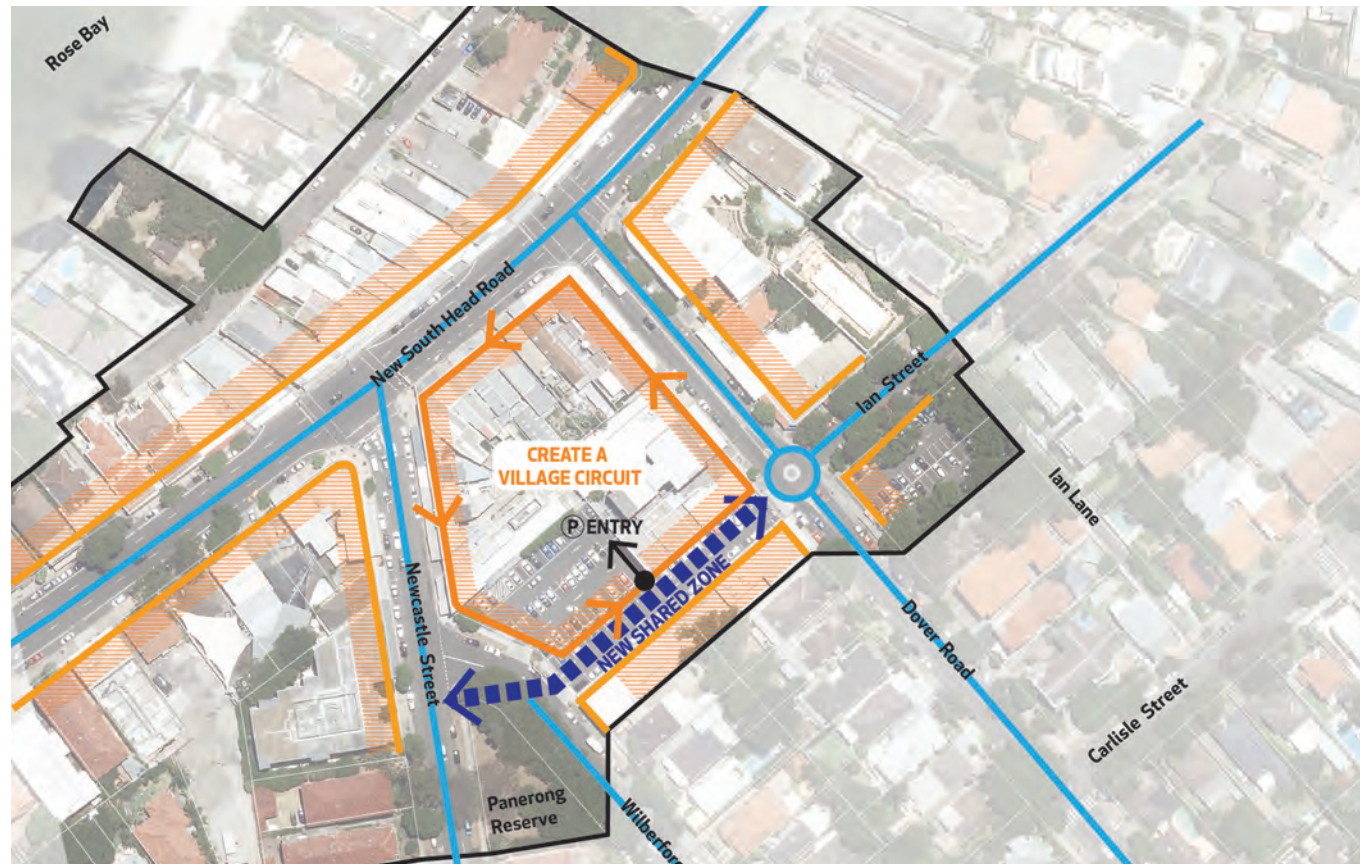 Rose Bay
New South Head Road
Ian Street
CREATE A
VILLAGE CIRCUIT
Ian Lane
P ENTRY
NEW SHARED ZONE
Newcastle Street
Dover Road
Carlisle Street
Panerong
Reserve
Wilberfor